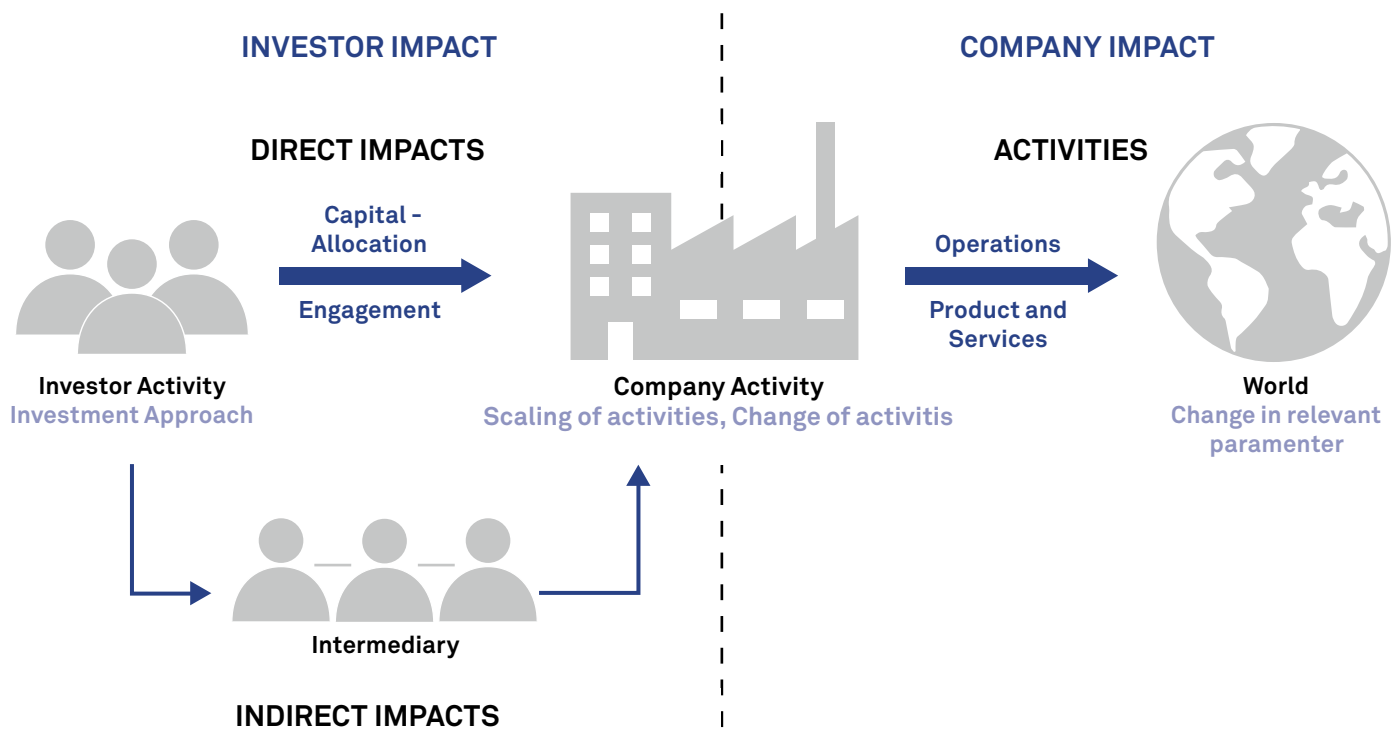 INVESTOR IMPACT
COMPANY IMPACT
DIRECT IMPACTS
ACTIVITIES
Capital -
Allocation
Engagement
Operations
Product and
Services
Investor Activity
Investment Approach
Company Activity
Scaling of activities, Change of activitis
World
Change in relevant
paramenter
Intermediary
INDIRECT IMPACTS